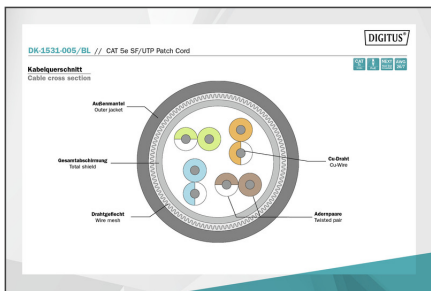 DIGITUS®
DK-1531-005/BL // CAT 5e SF/UTP Patch Cord
Kabelquerschnitt
Cable cross section
Außenmantel
Outer jacket
Gesamtabschirmung
Total shield
Drahtgeflecht
Wire mesh
Cu-Draht
Cu-Wire
Adernpaare
Twisted pair